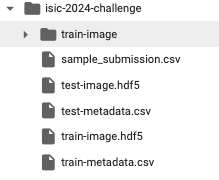 isic-2024-challenge
train-image
sample_submission.csv
test-image.hdf5
test-metadata.csv
train-image.hdf5
train-metadata.csv